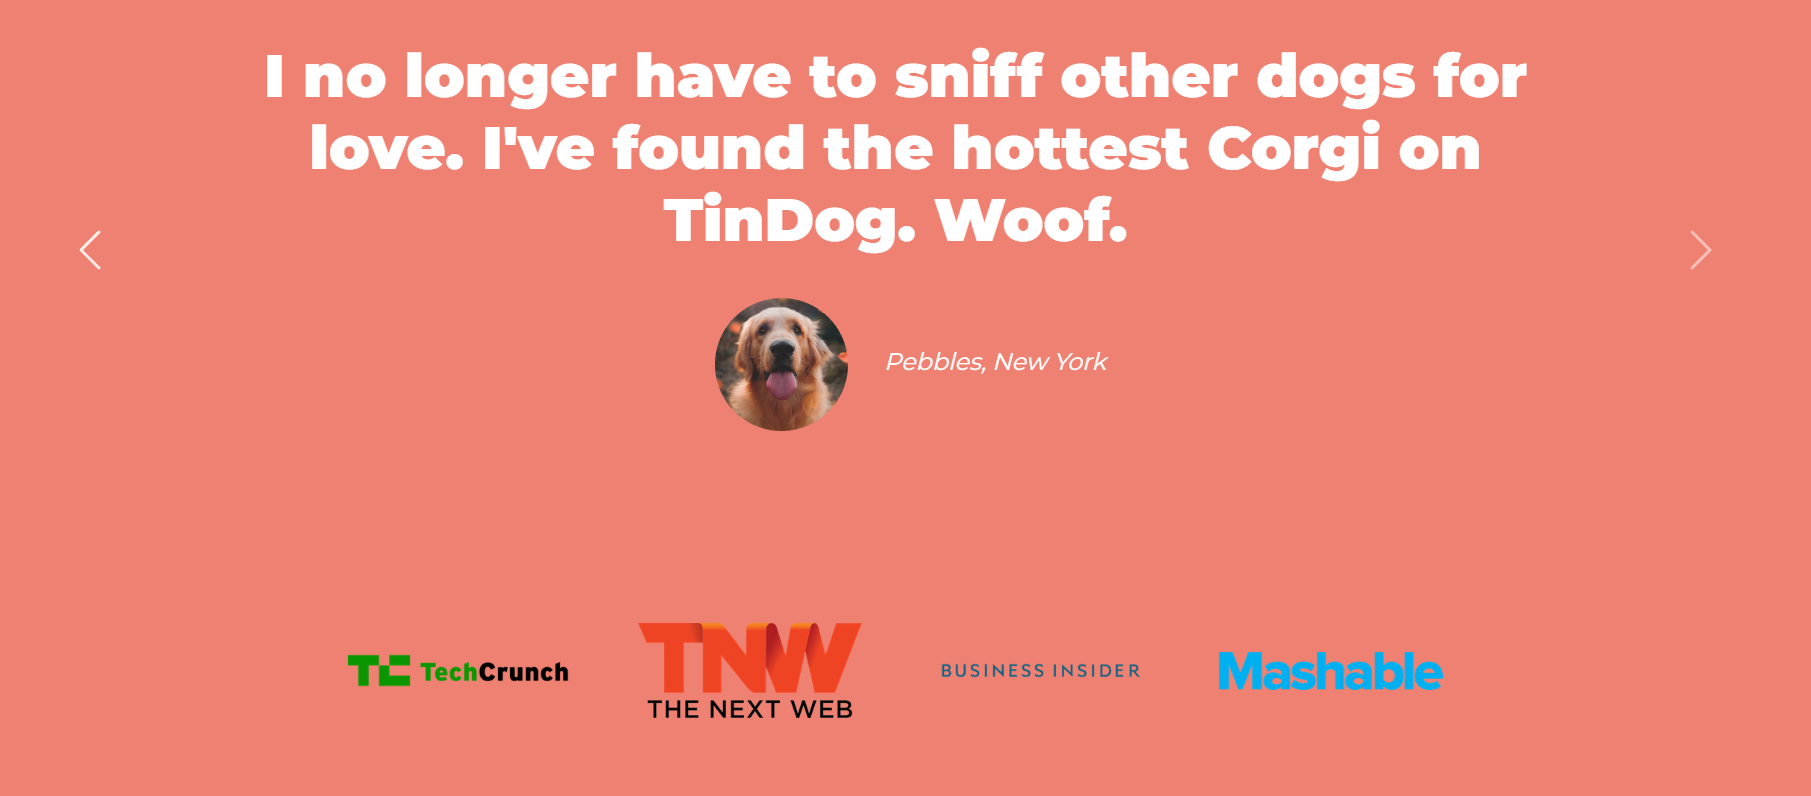 I no longer have to sniff other dogs for
love. I've found the hottest Corgi on
TinDog. Woof.
Pebbles, New York
TC TechCrunch
TNW
THE NEXT WEB
BUSINESS INSIDER
Mashable